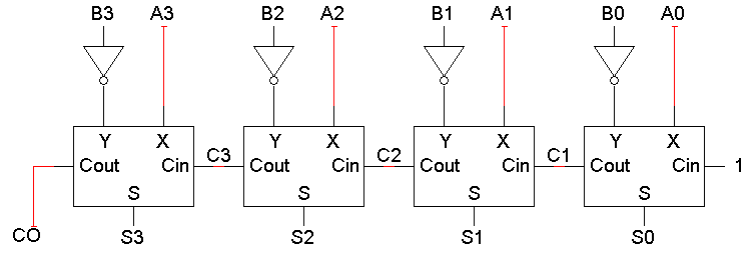 B3 A3 B2 A2 B1 A1 B0 A0
Y X Y X Y X Y X
Cout Cin C3 Cout Cin C2 Cout Cin C1 Cout Cin 1
S S S S
CO S3 S2 S1 S0